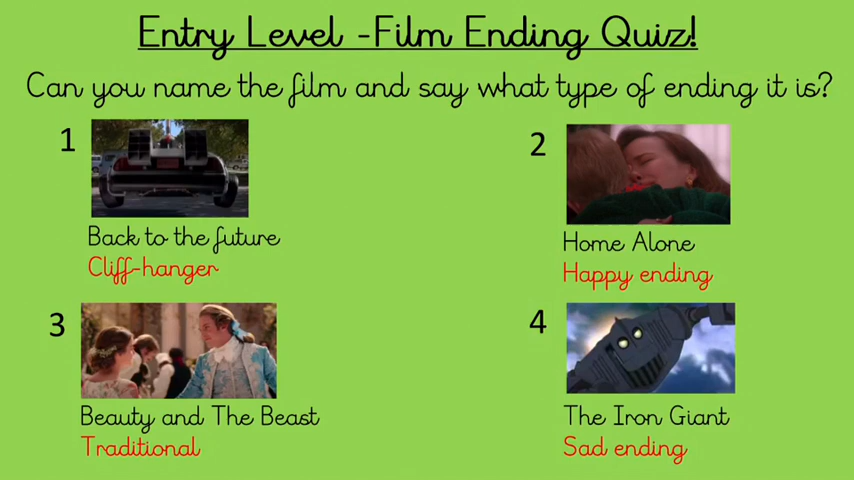 Entry Level -Film Ending Quiz!
Can you name the film and say what type of ending it is?
1
Back to the future
Cliff-hanger
2
Home Alone
Happy ending
3
Beauty and The Beast
Traditional
4
The Iron Giant
Sad ending